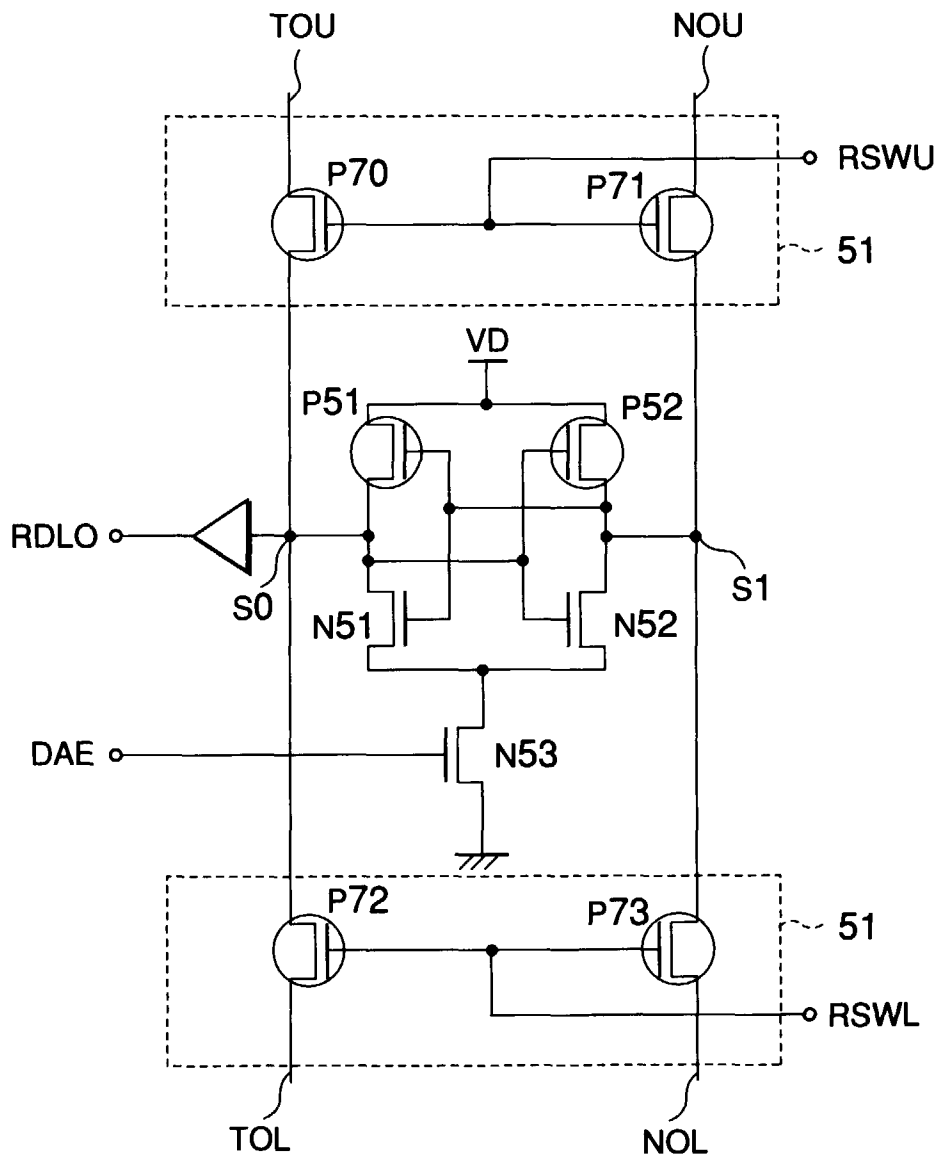 TOU NOU
RSWU
P70 P71
51
VD
P51 P52
RDLO
S0 S1
N51 N52
DAE N53
P72 P73
51
RSWL
TOL NOL